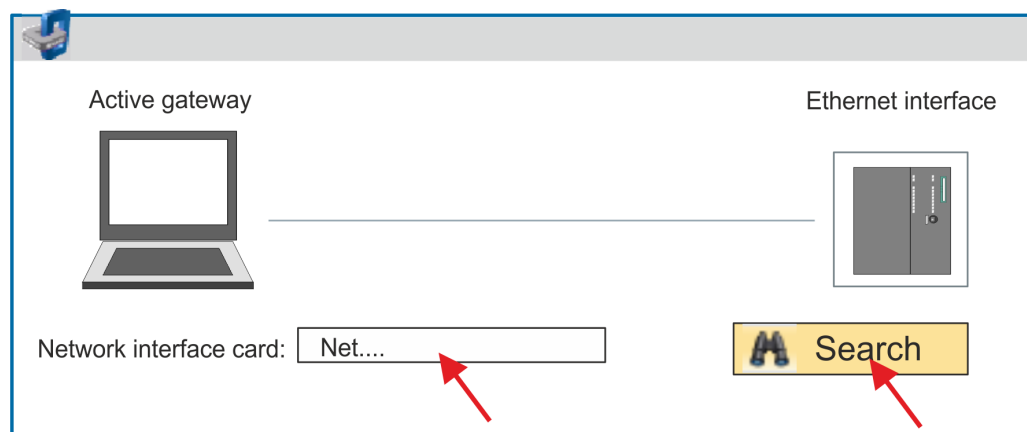 Active gateway
Ethernet interface
Network interface card:
Net....
Search